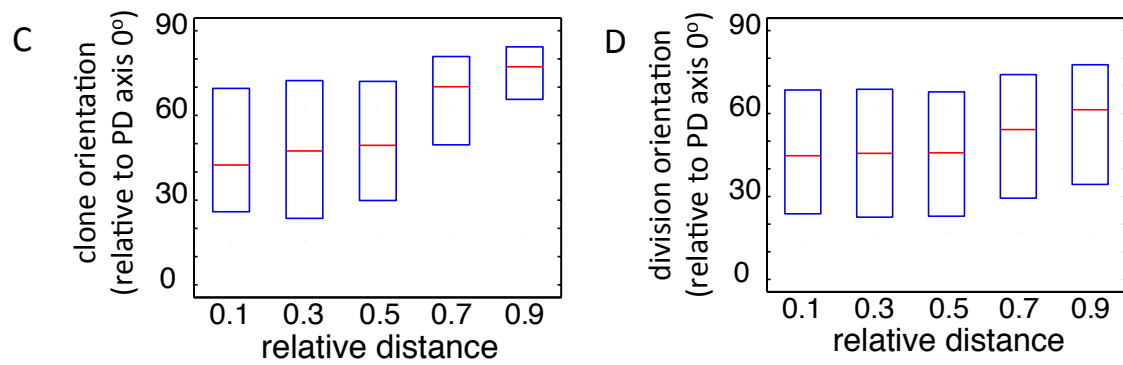 C
clone orientation
(relative to PD axis 0º)
90
60
30
0
0.1 0.3 0.5 0.7 0.9
relative distance
D
division orientation
(relative to PD axis 0º)
90
60
30
0
0.1 0.3 0.5 0.7 0.9
relative distance